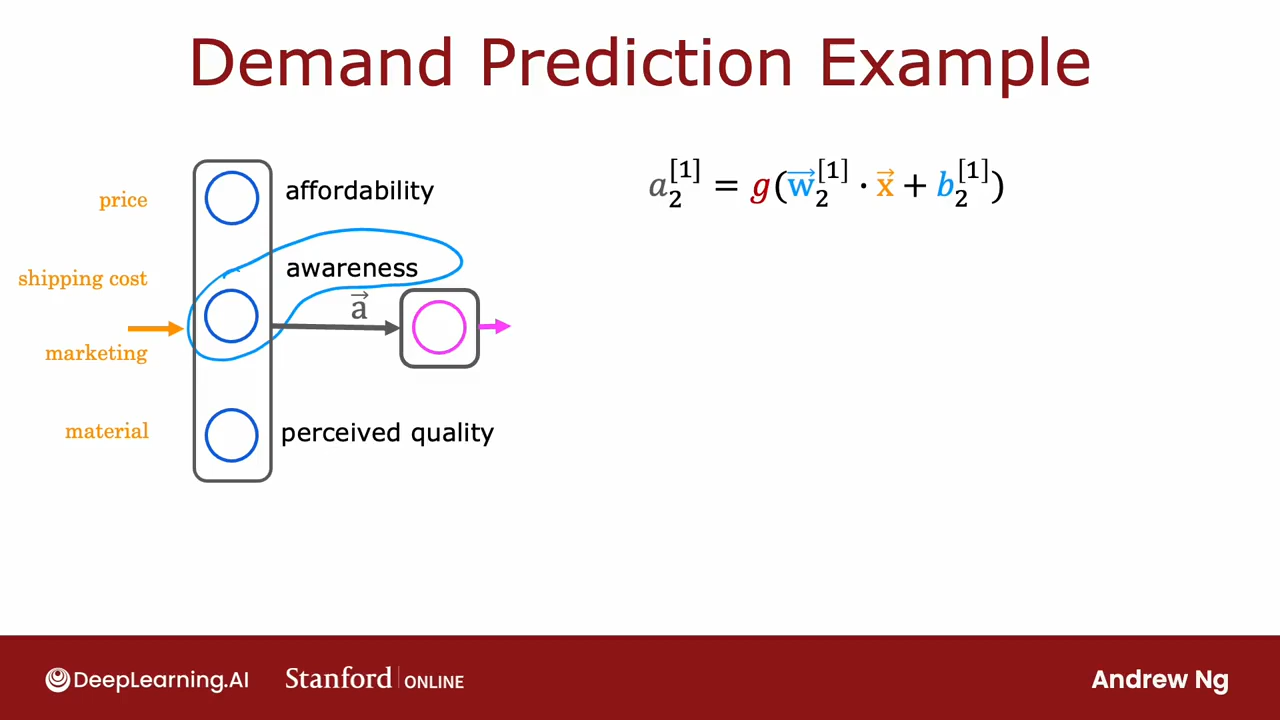 Demand Prediction Example
price
shipping cost
marketing
material
affordability
awareness
a⃗
perceived quality
a₂^[1] = g(w⃗₂^[1] · x⃗ + b₂^[1])
DeepLearning.AI
Stanford | ONLINE
Andrew Ng